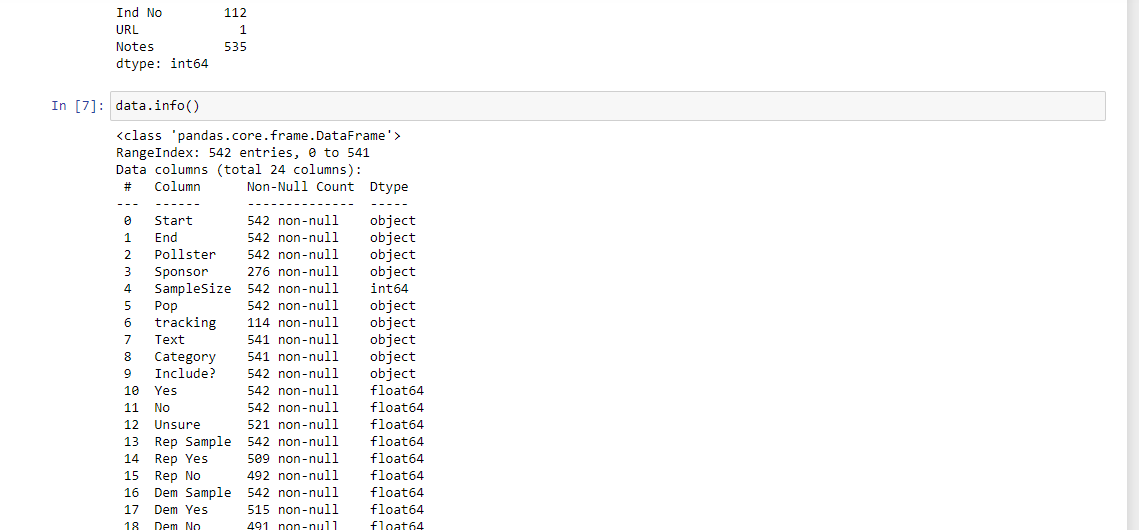 Ind No        112
URL             1
Notes         535
dtype: int64
In [7]: data.info()
<class 'pandas.core.frame.DataFrame'>
RangeIndex: 542 entries, 0 to 541
Data columns (total 24 columns):
 #   Column      Non-Null Count  Dtype
---  ------      --------------  -----
 0   Start       542 non-null    object
 1   End         542 non-null    object
 2   Pollster    542 non-null    object
 3   Sponsor     276 non-null    object
 4   SampleSize  542 non-null    int64
 5   Pop         542 non-null    object
 6   tracking    114 non-null    object
 7   Text        541 non-null    object
 8   Category    541 non-null    object
 9   Include?    542 non-null    object
 10  Yes         542 non-null    float64
 11  No          542 non-null    float64
 12  Unsure      521 non-null    float64
 13  Rep Sample  542 non-null    float64
 14  Rep Yes     509 non-null    float64
 15  Rep No      492 non-null    float64
 16  Dem Sample  542 non-null    float64
 17  Dem Yes     515 non-null    float64
 18  Dem No      491 non-null    float64